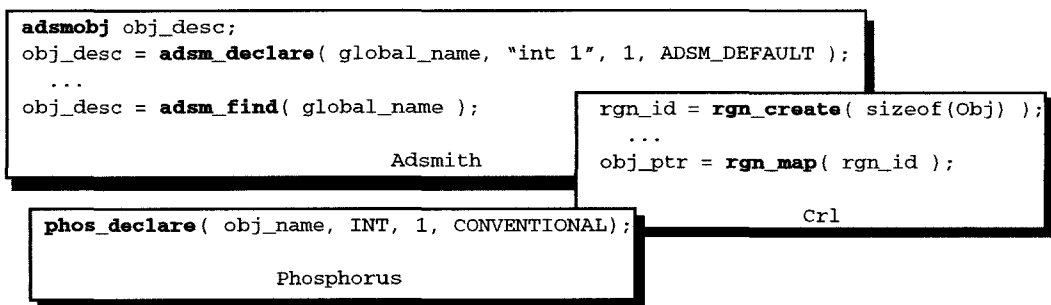 adsmobj obj_desc;
obj_desc = adsm_declare( global_name, "int 1", 1, ADSM_DEFAULT );
...
obj_desc = adsm_find( global_name );
Adsmith
rgn_id = rgn_create( sizeof(Obj) );
...
obj_ptr = rgn_map( rgn_id );
Crl
phos_declare( obj_name, INT, 1, CONVENTIONAL);
Phosphorus